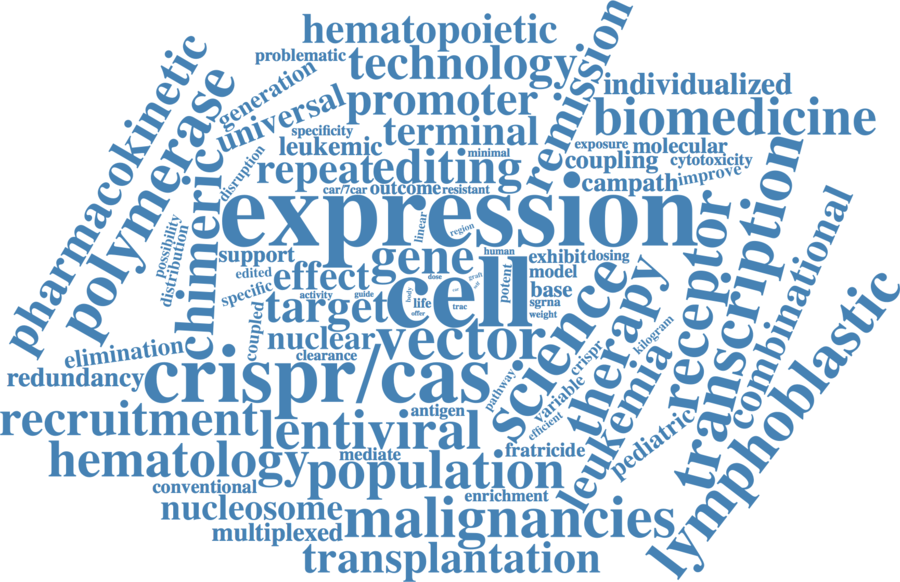 hematopoietic
problematic
technology
remission
pharmacokinetic
polymerase
generation
universal
promoter
individualized
biomedicine
specificity
terminal
leukemic
minimal
exposure
molecular
coupling
cytotoxicity
repeat
editing
disruption
chimeric
car/7car
outcome
resistant
campath
improve
expression
linear
region
possibility
distribution
support
gene
human
exhibit
dosing
receptor
transcription
combinational
edited
effect
dose
graft
cell
potent
model
specific
activity
guide
body
base
target
life
trac
sgrna
weight
science
therapy
coupled
nuclear
vector
kilogram
elimination
clearance
crispr
redundancy
crispr/cas
pathway
variable
leukemia
lymphoblastic
recruitment
lentiviral
antigen
efficient
pediatric
hematology
mediate
population
fratricide
conventional
enrichment
nucleosome
malignancies
multiplexed
transplantation